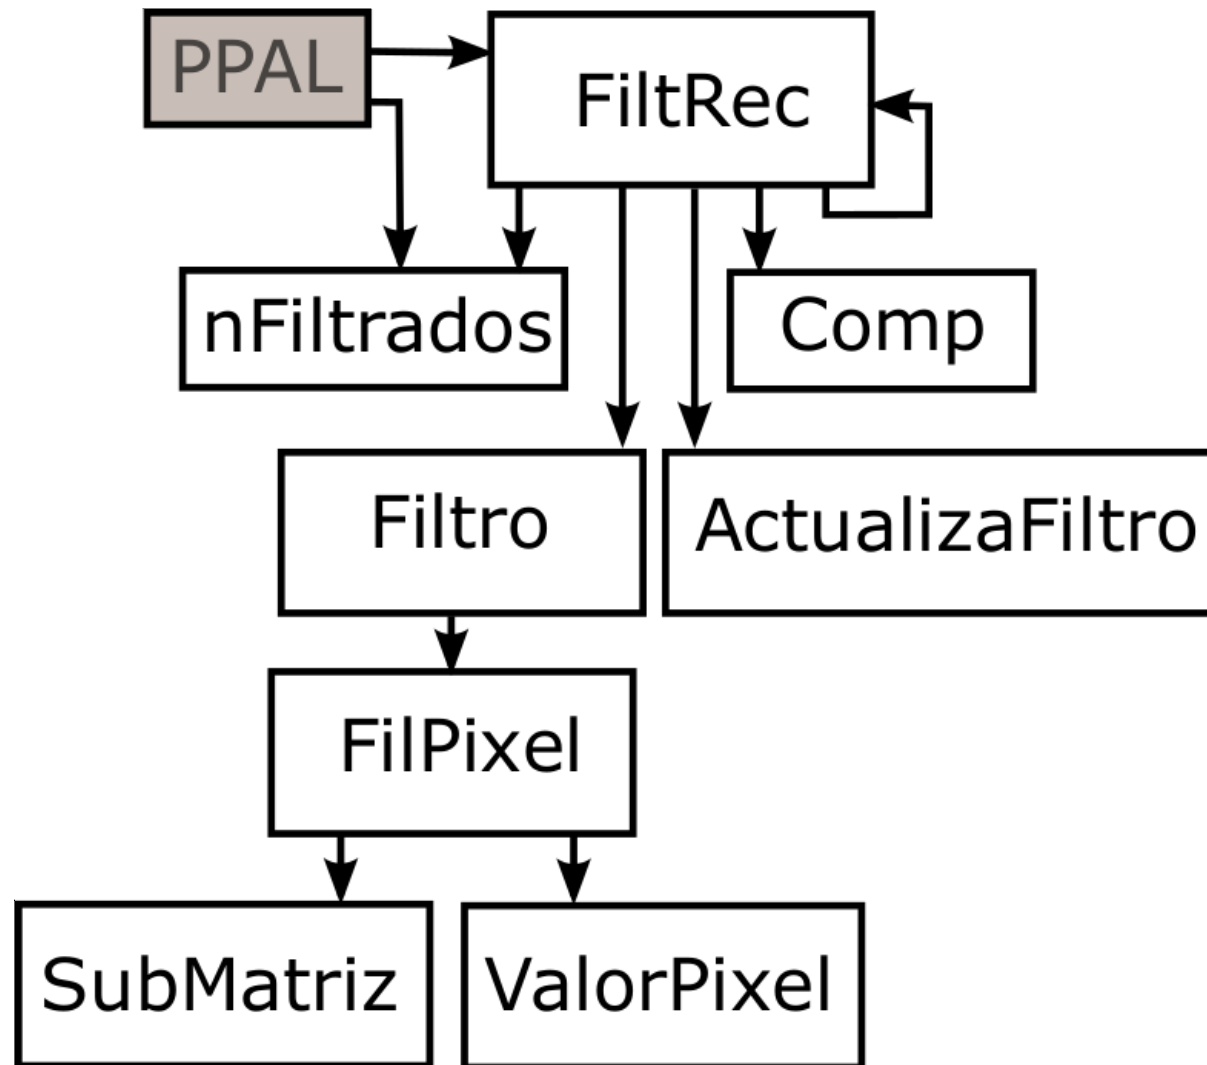 PPAL
FiltRec
nFiltrados
Comp
Filtro
ActualizaFiltro
FilPixel
SubMatriz
ValorPixel